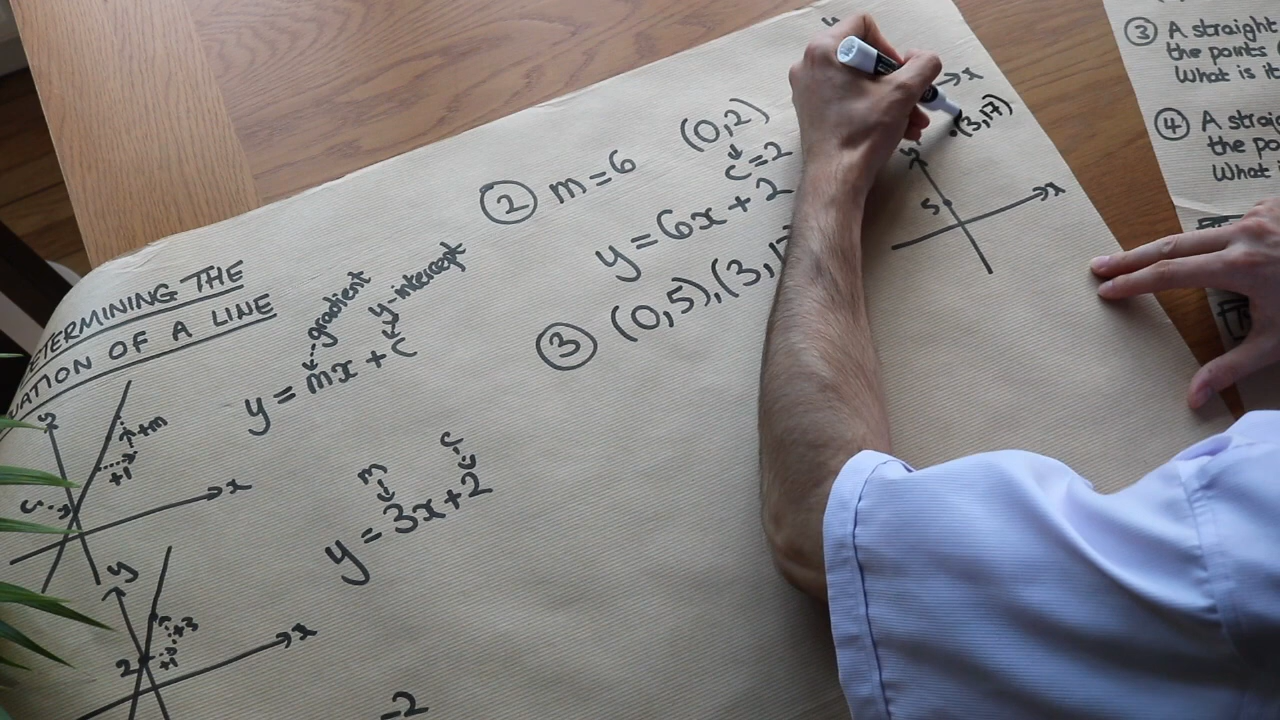 DETERMINING THE
EQUATION OF A LINE
y = mx + c
gradient
y-intercept
y
x
c
+1
+m
y = 3x+2
m
c
y
x
2
+1
+3
-2
② m=6
(0,2)
c=2
y = 6x + 2
③ (0,5),(3,17
x
(3,17)
y
5
x
③ A straight
the points
What is it
④ A straig
the po
What